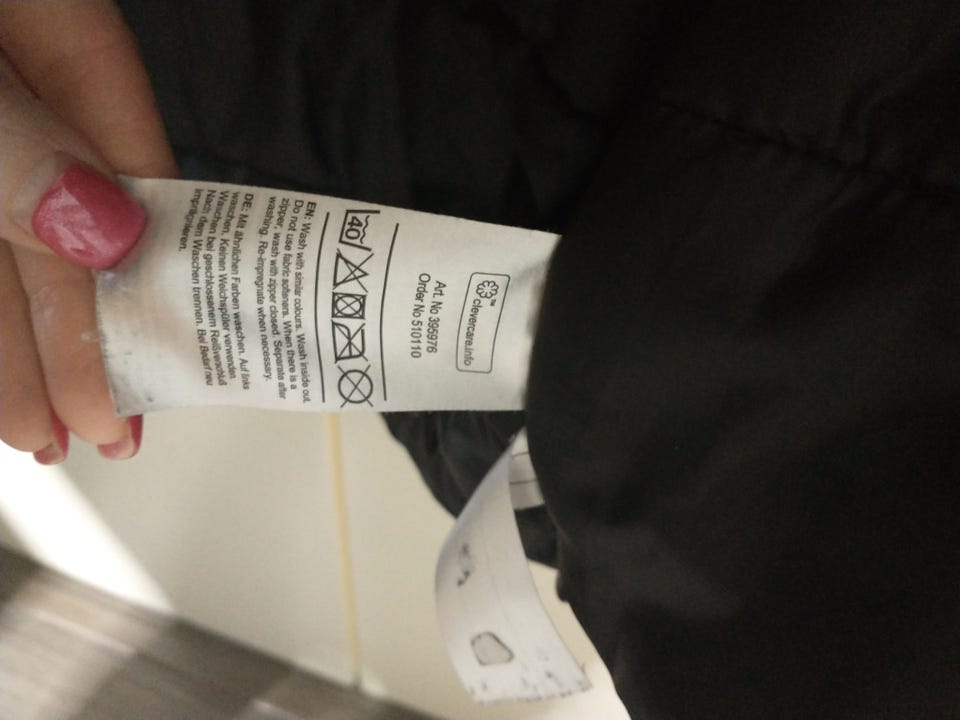 clevercare.info
Art. No 395976
Order No 510110
40
EN: Wash with similar colours. Wash inside out.
Do not use fabric softeners. When there is a
zipper, wash with zipper closed. Separate after
washing. Re-impregnate when necessary.
DE: Mit ähnlichen Farben waschen. Auf links
waschen. Keinen Weichspüler verwenden
Waschen bei geschlossenem Reißverschluß
Nach dem Waschen trennen. Bei Bedarf neu
imprägnieren.